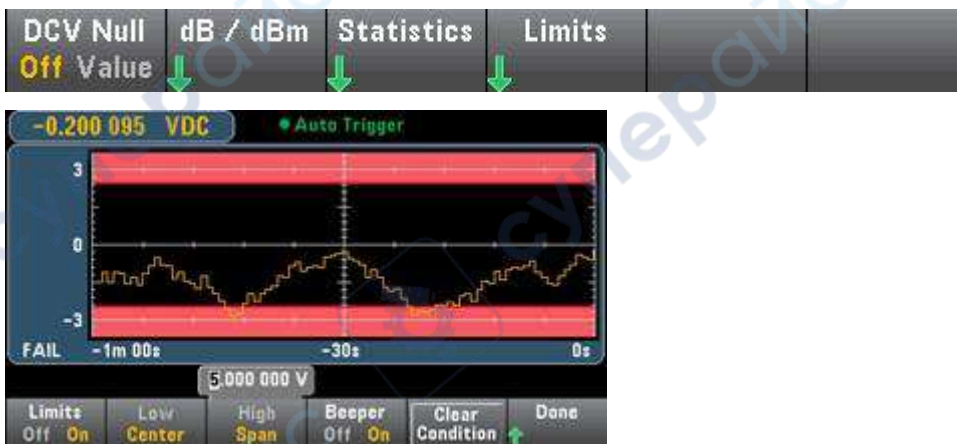 DCV Null dB / dBm Statistics Limits
Off Value
-0.200 095 VDC Auto Trigger
3
0
-3
FAIL -1m 00s -30s 0s
5.000 000 V
Limits Low High Beeper Clear Done
Off On Center Span Off On Condition
суперайс